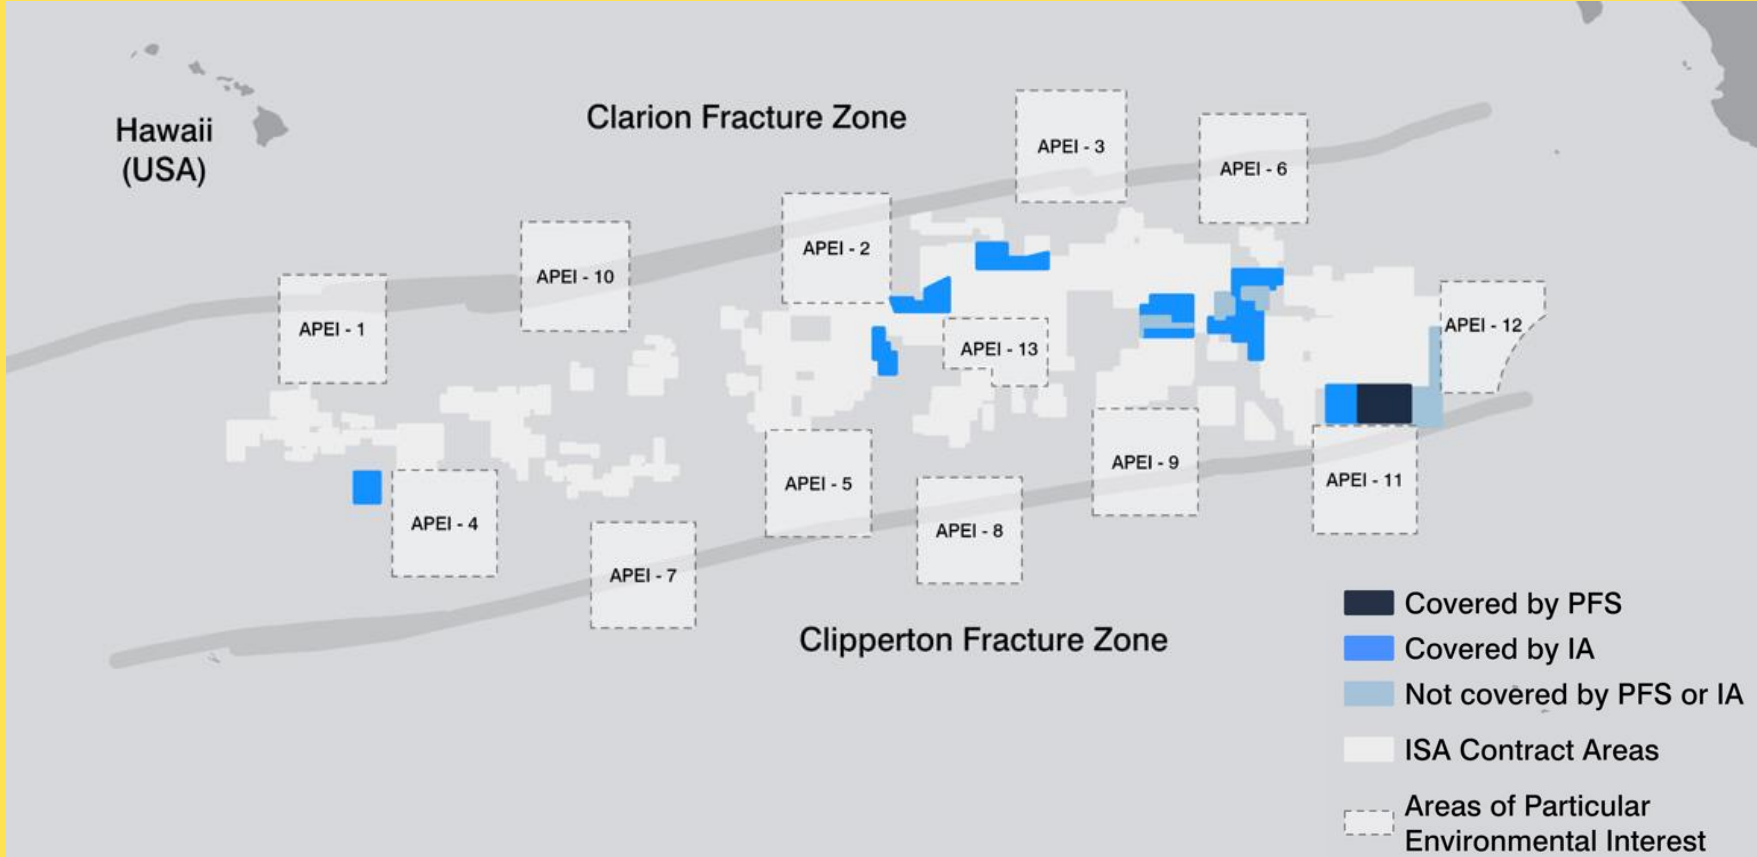 Hawaii
(USA)
Clarion Fracture Zone
APEI - 3
APEI - 6
APEI - 2
APEI - 10
APEI - 1
APEI - 12
APEI - 13
APEI - 9
APEI - 11
APEI - 5
APEI - 4
APEI - 8
APEI - 7
Clipperton Fracture Zone
Covered by PFS
Covered by IA
Not covered by PFS or IA
ISA Contract Areas
Areas of Particular
Environmental Interest